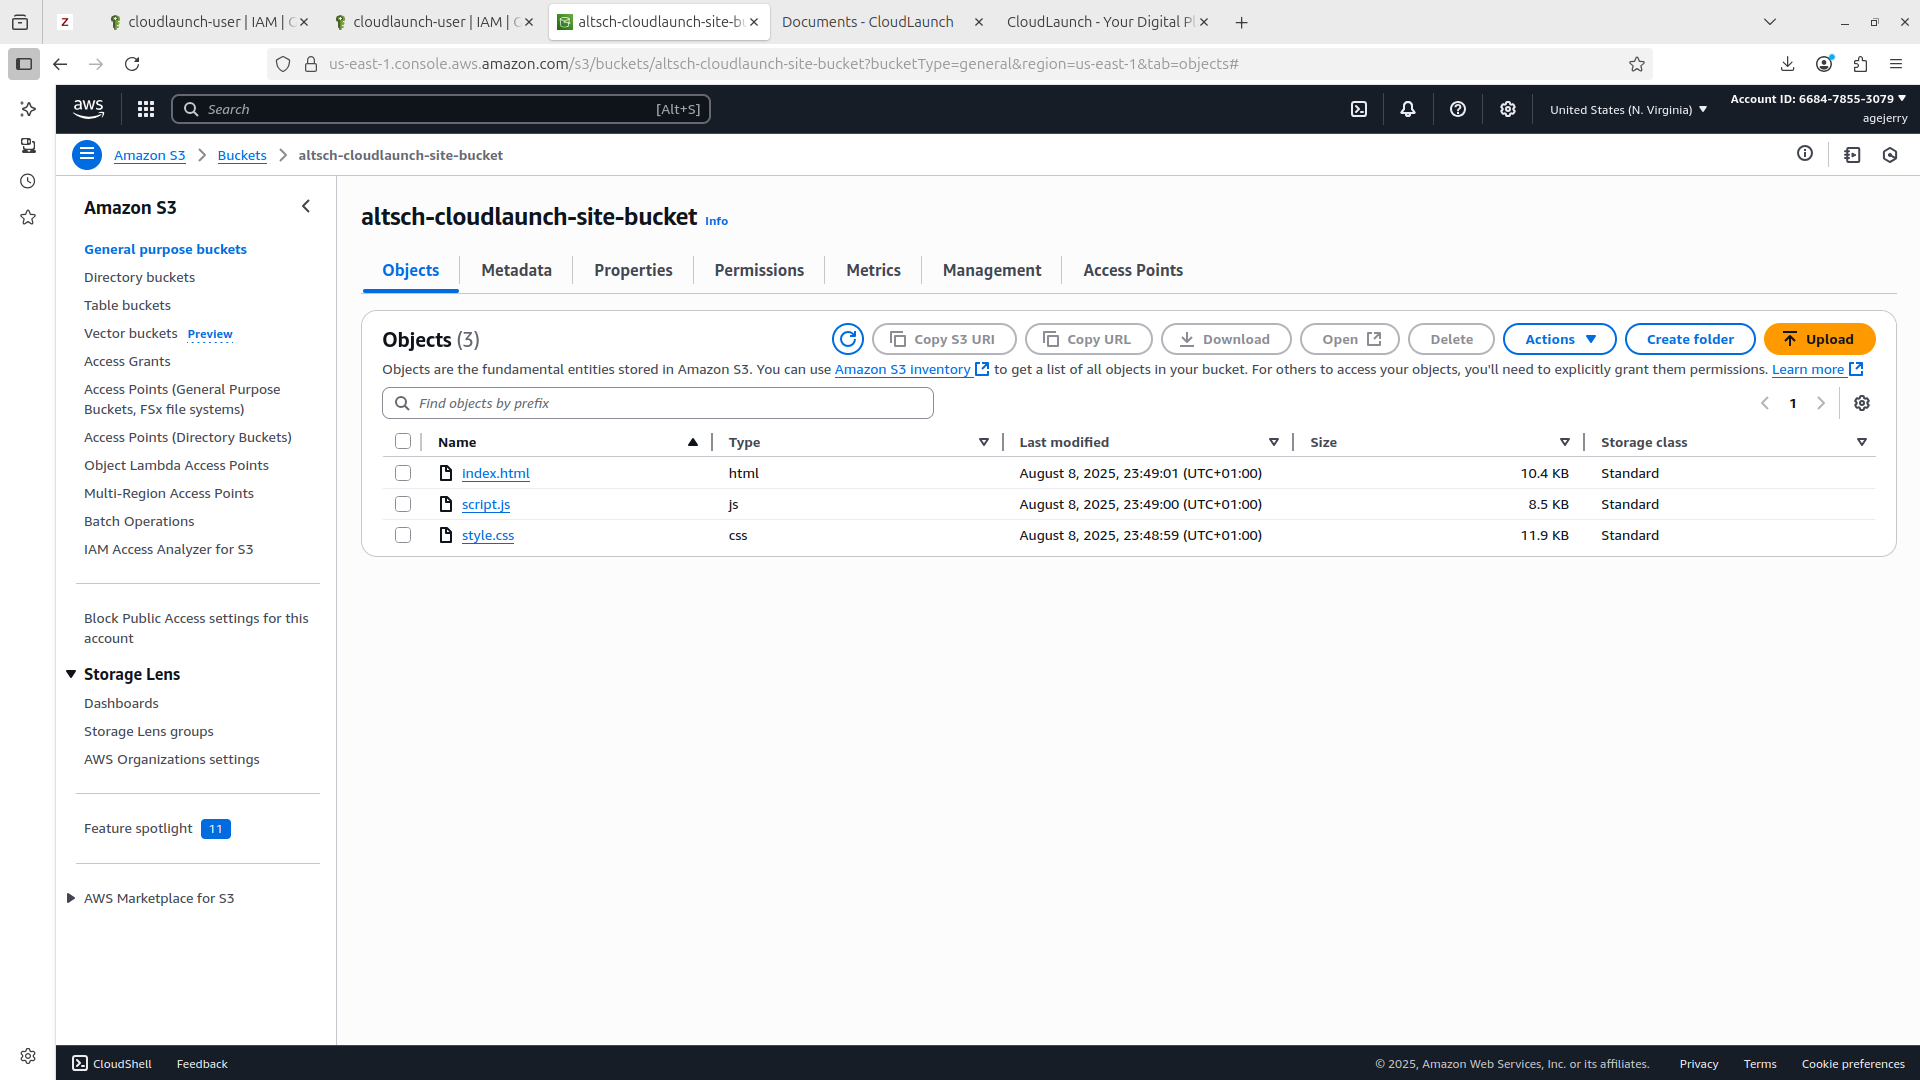 Z
cloudlaunch-user | IAM | G
cloudlaunch-user | IAM | G
altsch-cloudlaunch-site-b
Documents - CloudLaunch
CloudLaunch - Your Digital Pl
us-east-1.console.aws.amazon.com/s3/buckets/altsch-cloudlaunch-site-bucket?bucketType=general&region=us-east-1&tab=objects#
aws
Search
[Alt+S]
United States (N. Virginia)
Account ID: 6684-7855-3079
agejerry
Amazon S3
Buckets
altsch-cloudlaunch-site-bucket
Amazon S3
General purpose buckets
Directory buckets
Table buckets
Vector buckets Preview
Access Grants
Access Points (General Purpose
Buckets, FSx file systems)
Access Points (Directory Buckets)
Object Lambda Access Points
Multi-Region Access Points
Batch Operations
IAM Access Analyzer for S3
Block Public Access settings for this
account
Storage Lens
Dashboards
Storage Lens groups
AWS Organizations settings
Feature spotlight 11
AWS Marketplace for S3
altsch-cloudlaunch-site-bucket Info
Objects
Metadata
Properties
Permissions
Metrics
Management
Access Points
Objects (3)
Copy S3 URI
Copy URL
Download
Open
Delete
Actions
Create folder
Upload
Objects are the fundamental entities stored in Amazon S3. You can use Amazon S3 inventory to get a list of all objects in your bucket. For others to access your objects, you'll need to explicitly grant them permissions. Learn more
Find objects by prefix
1
Name Type Last modified Size Storage class
index.html html August 8, 2025, 23:49:01 (UTC+01:00) 10.4 KB Standard
script.js js August 8, 2025, 23:49:00 (UTC+01:00) 8.5 KB Standard
style.css css August 8, 2025, 23:48:59 (UTC+01:00) 11.9 KB Standard
CloudShell
Feedback
© 2025, Amazon Web Services, Inc. or its affiliates.
Privacy
Terms
Cookie preferences